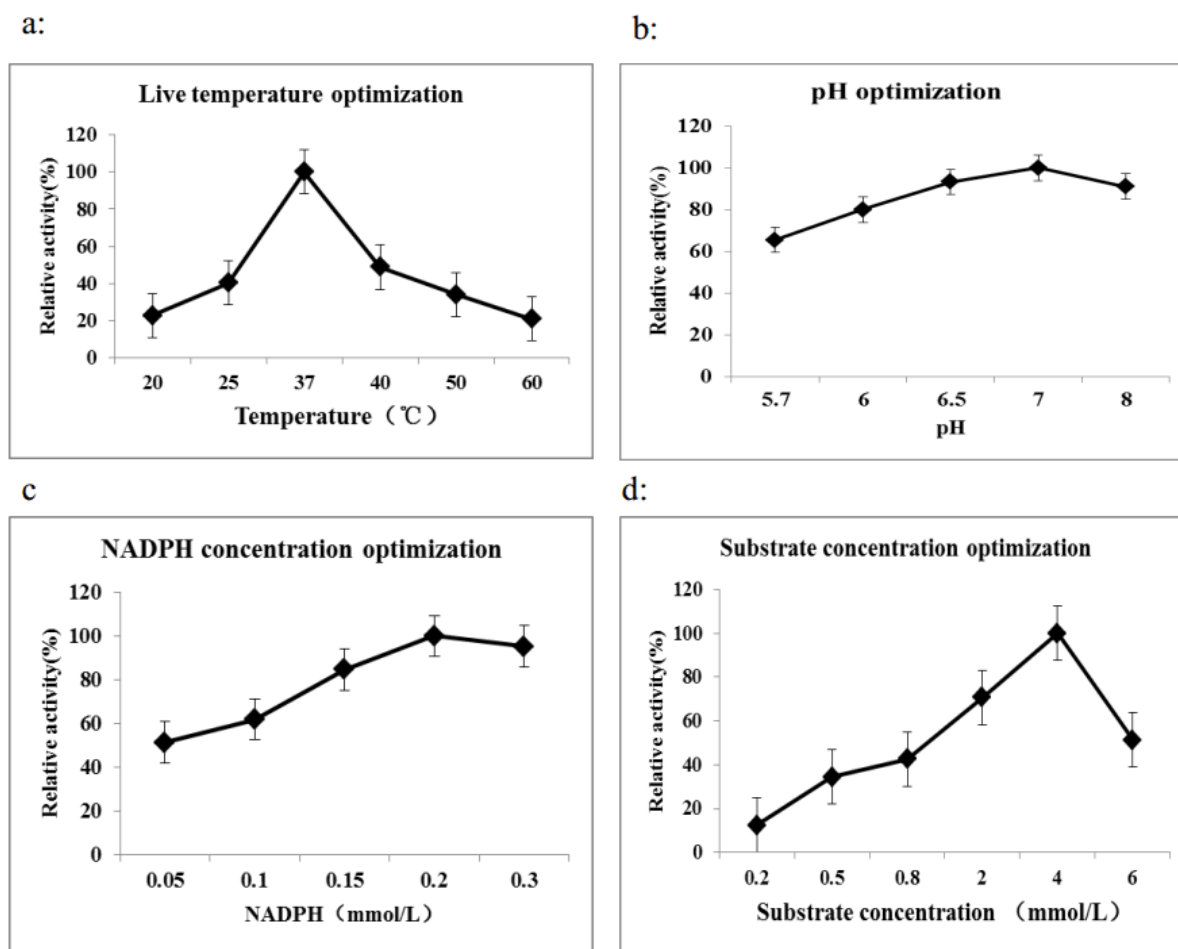 a:
Live temperature optimization
Relative activity(%)
120
100
80
60
40
20
0
20 25 37 40 50 60
Temperature（℃）
b:
pH optimization
Relative activity(%)
120
100
80
60
40
20
0
5.7 6 6.5 7 8
pH
c
NADPH concentration optimization
Relative activity(%)
120
100
80
60
40
20
0
0.05 0.1 0.15 0.2 0.3
NADPH（mmol/L）
d:
Substrate concentration optimization
Relative activity(%)
120
100
80
60
40
20
0
0.2 0.5 0.8 2 4 6
Substrate concentration （mmol/L）